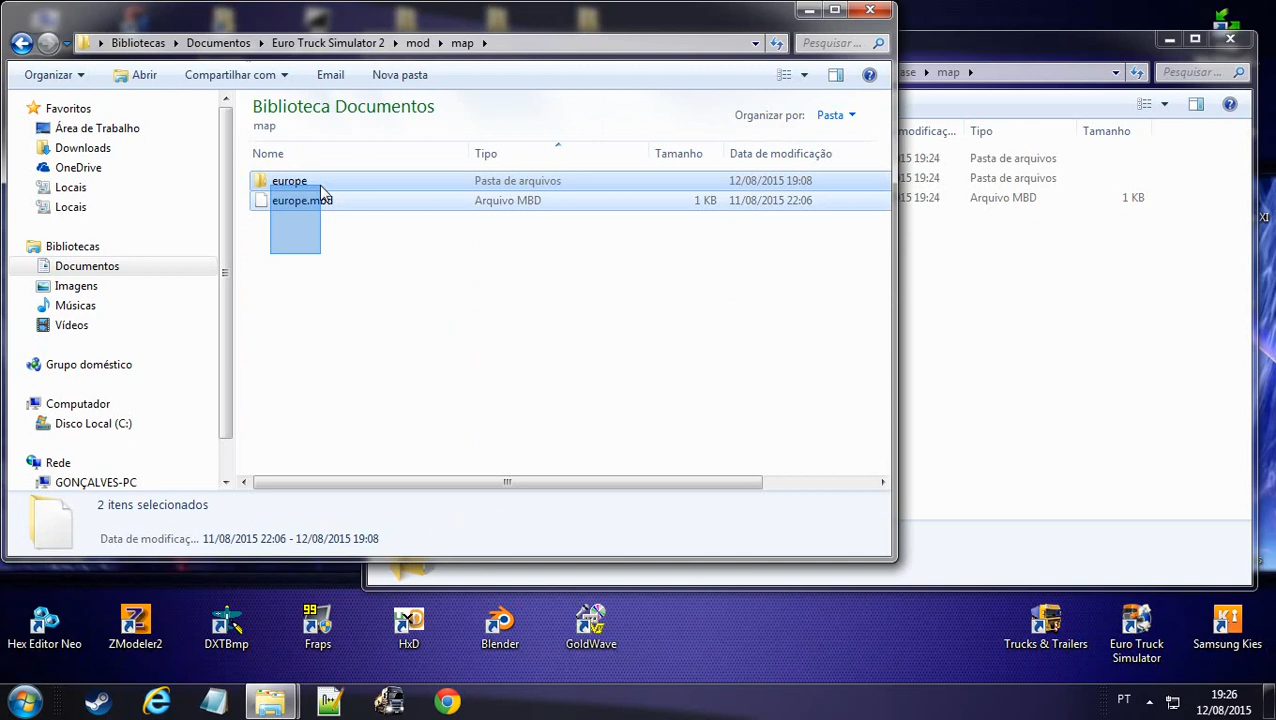 Bibliotecas
Documentos
Euro Truck Simulator 2
mod
map
Pesquisar ...
Organizar
Abrir
Compartilhar com
Email
Nova pasta
Favoritos
Área de Trabalho
Downloads
OneDrive
Locais
Locais
Bibliotecas
Documentos
Imagens
Músicas
Vídeos
Grupo doméstico
Computador
Disco Local (C:)
Rede
GONÇALVES-PC
Biblioteca Documentos
map
Organizar por: Pasta
Nome Tipo Tamanho Data de modificação
europe Pasta de arquivos 12/08/2015 19:08
europe.mbd Arquivo MBD 1 KB 11/08/2015 22:06
2 itens selecionados
Data de modificaç... 11/08/2015 22:06 - 12/08/2015 19:08
ase map
Pesquisar ...
modificaç... Tipo Tamanho
15 19:24 Pasta de arquivos
15 19:24 Pasta de arquivos
15 19:24 Arquivo MBD 1 KB
XI
Hex Editor Neo
ZModeler2
DXTBmp
99
Fraps
HxD
Blender
GoldWave
Trucks & Trailers
Euro Truck
Simulator
Samsung Kies
PT
19:26
12/08/2015